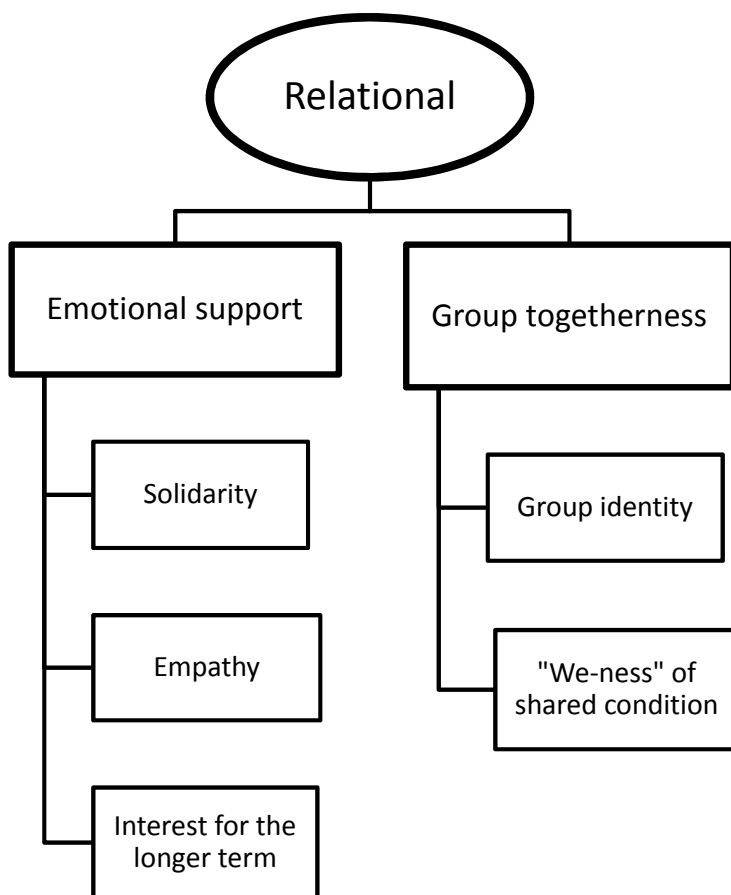 Relational
Emotional support
Group togetherness
Solidarity
Group identity
Empathy
"We-ness" of
shared condition
Interest for the
longer term